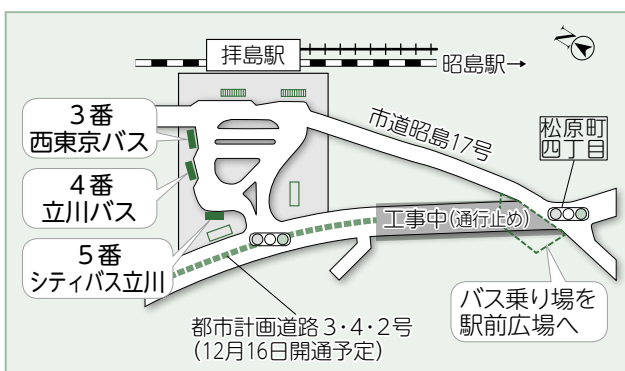 拝島駅
昭島駅→
N
3番
西東京バス
4番
立川バス
5番
シティバス立川
市道昭島17号
松原町
四丁目
工事中(通行止め)
バス乗り場を
駅前広場へ
都市計画道路3・4・2号
(12月16日開通予定)